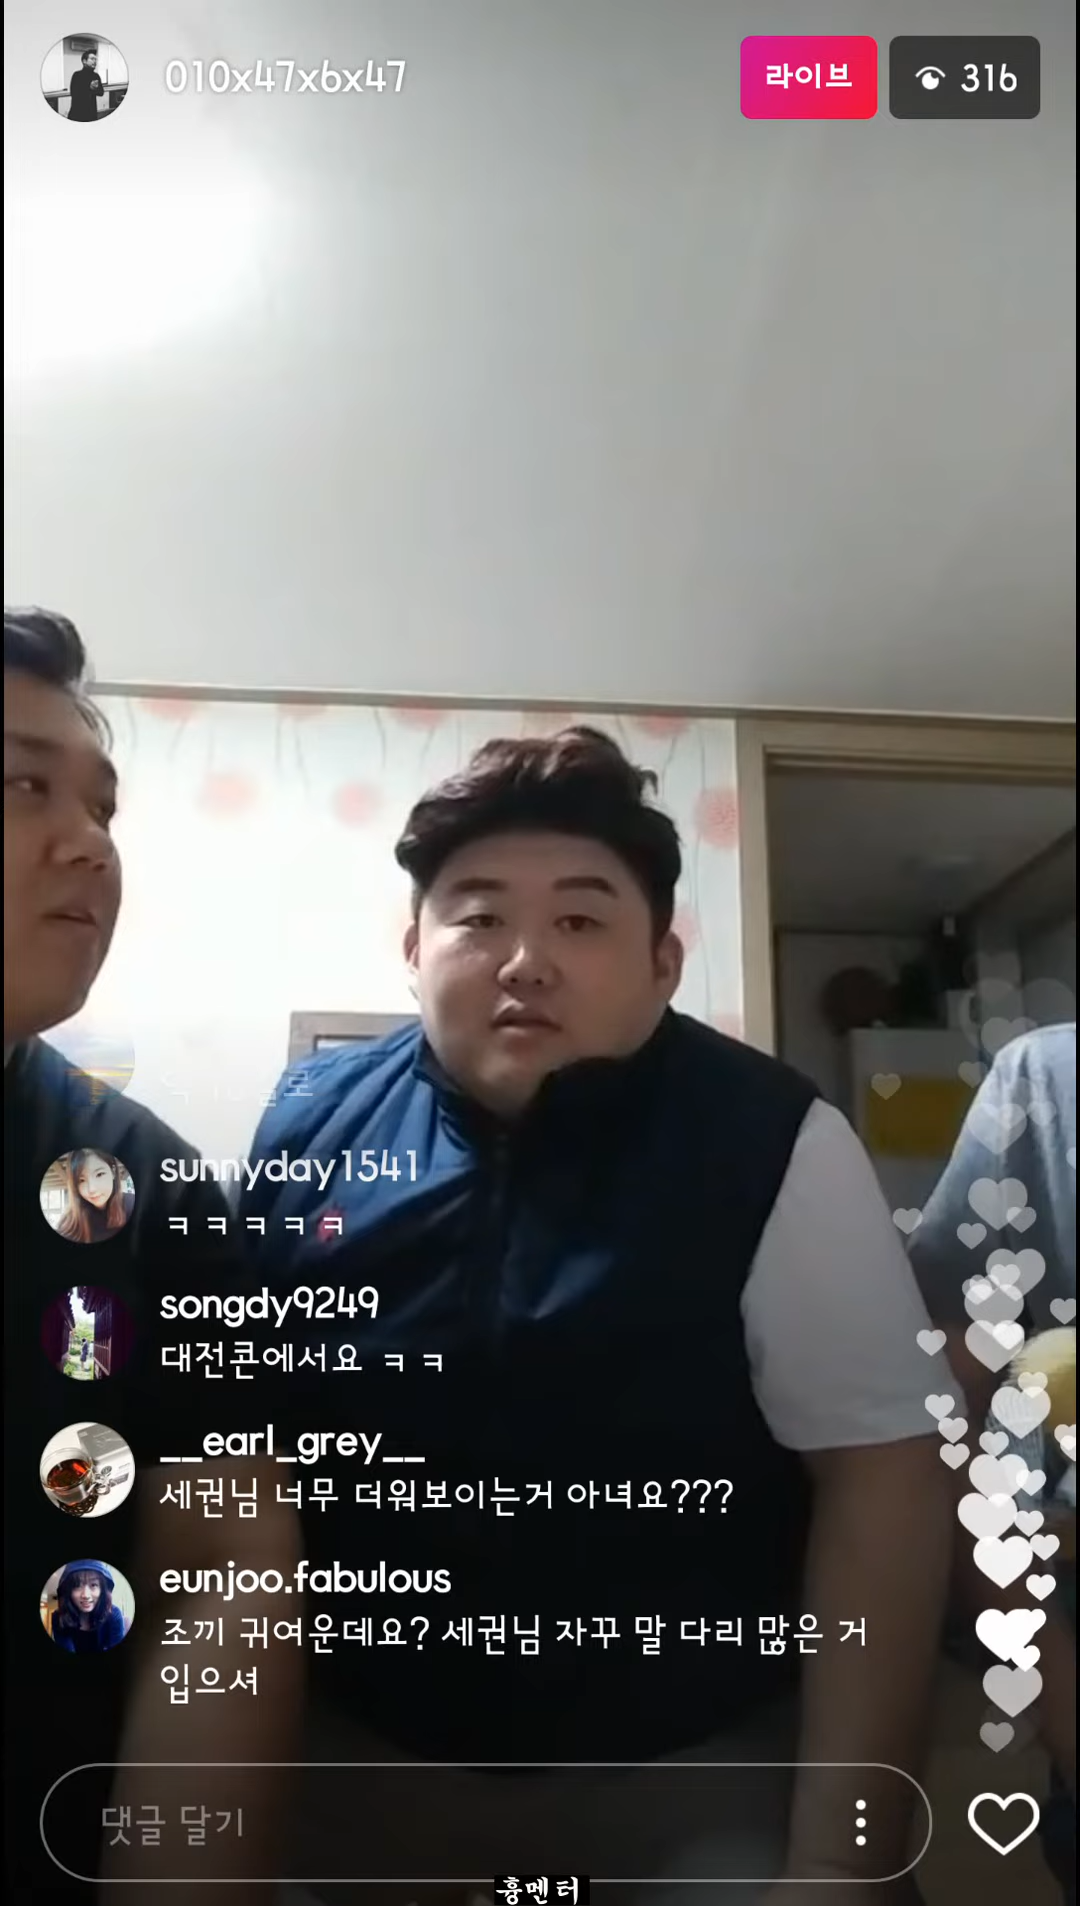 010x47x6x47
라이브
316
sunnyday1541
ㅋㅋㅋㅋㅋ
songdy9249
대전콘에서요 ㅋㅋ
__earl_grey__
세권님 너무 더워보이는거 아녀요???
eunjoo.fabulous
조끼 귀여운데요? 세권님 자꾸 말 다리 많은 거
입으셔
댓글 달기
흉멘터